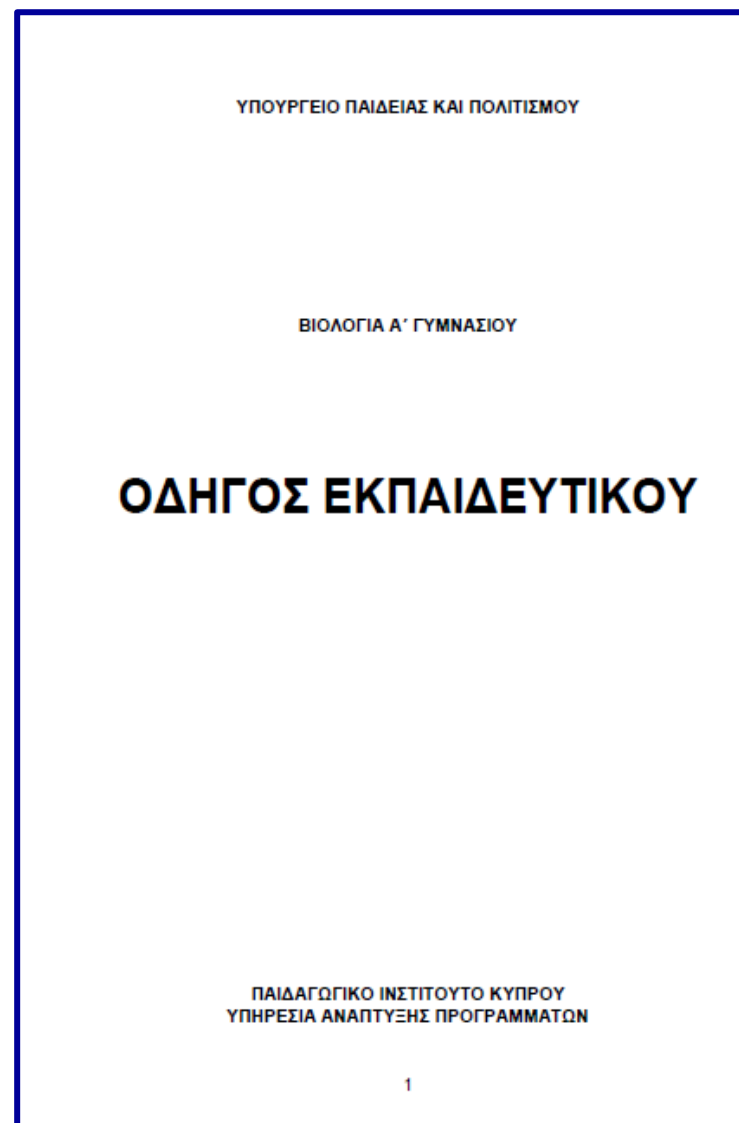 ΥΠΟΥΡΓΕΙΟ ΠΑΙΔΕΙΑΣ ΚΑΙ ΠΟΛΙΤΙΣΜΟΥ
ΒΙΟΛΟΓΙΑ Α΄ ΓΥΜΝΑΣΙΟΥ
ΟΔΗΓΟΣ ΕΚΠΑΙΔΕΥΤΙΚΟΥ
ΠΑΙΔΑΓΩΓΙΚΟ ΙΝΣΤΙΤΟΥΤΟ ΚΥΠΡΟΥ
ΥΠΗΡΕΣΙΑ ΑΝΑΠΤΥΞΗΣ ΠΡΟΓΡΑΜΜΑΤΩΝ
1